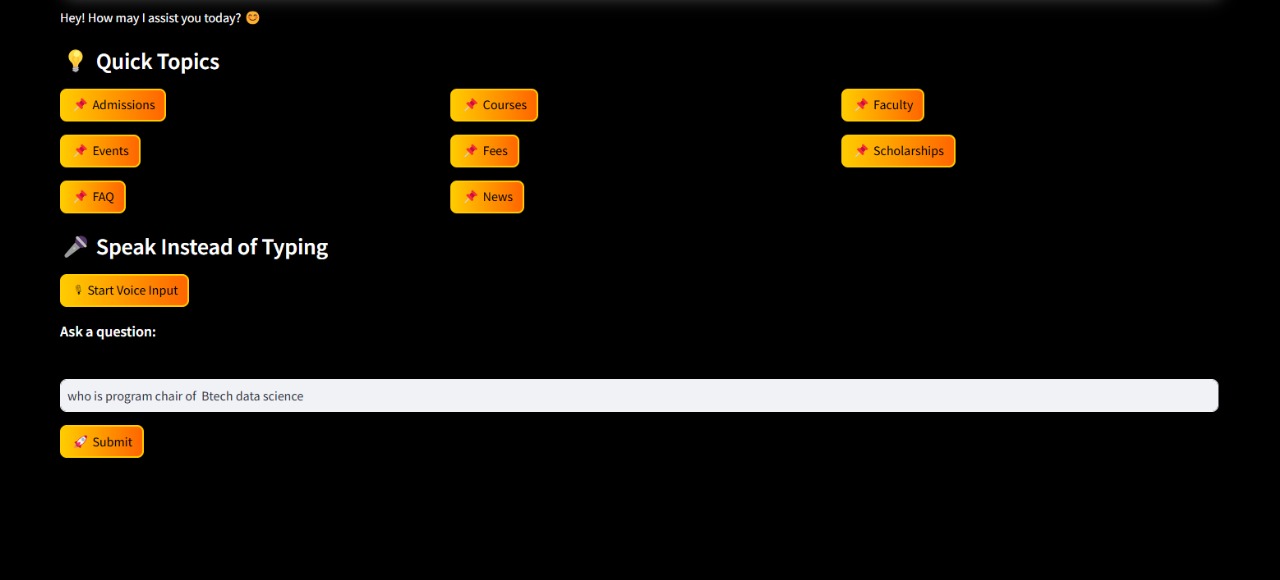 Hey! How may I assist you today? 😊
💡 Quick Topics
📌 Admissions
📌 Courses
📌 Faculty
📌 Events
📌 Fees
📌 Scholarships
📌 FAQ
📌 News
🎤 Speak Instead of Typing
🎙 Start Voice Input
Ask a question:
who is program chair of  Btech data science
🚀 Submit